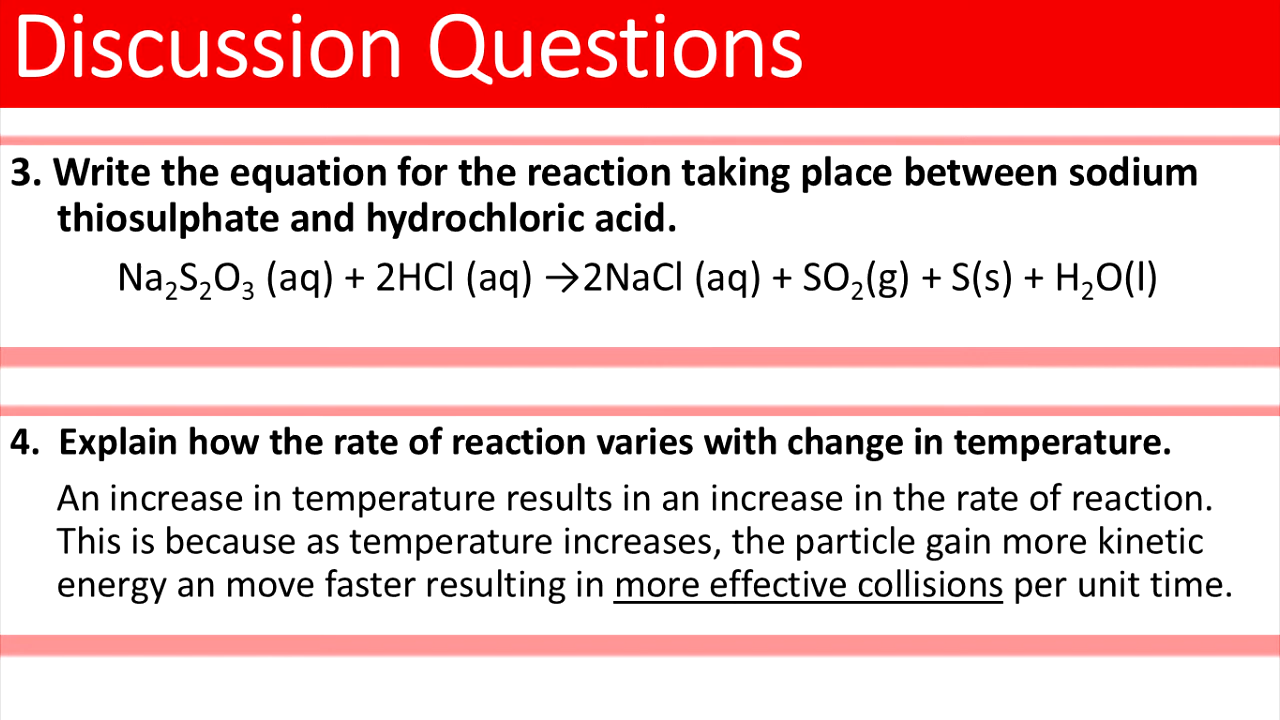 Discussion Questions
3. Write the equation for the reaction taking place between sodium
thiosulphate and hydrochloric acid.
Na₂S₂O₃ (aq) + 2HCl (aq) →2NaCl (aq) + SO₂(g) + S(s) + H₂O(l)
4. Explain how the rate of reaction varies with change in temperature.
An increase in temperature results in an increase in the rate of reaction.
This is because as temperature increases, the particle gain more kinetic
energy an move faster resulting in more effective collisions per unit time.